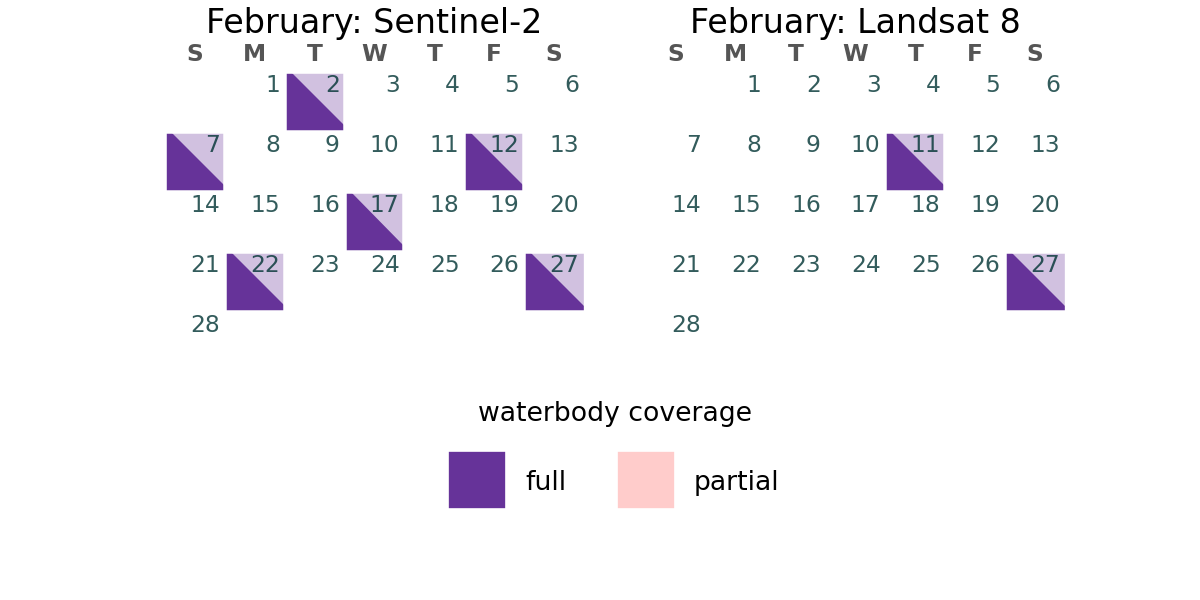 February: Sentinel-2
S M T W T F S
1 2 3 4 5 6
7 8 9 10 11 12 13
14 15 16 17 18 19 20
21 22 23 24 25 26 27
28
February: Landsat 8
S M T W T F S
1 2 3 4 5 6
7 8 9 10 11 12 13
14 15 16 17 18 19 20
21 22 23 24 25 26 27
28
waterbody coverage
full
partial